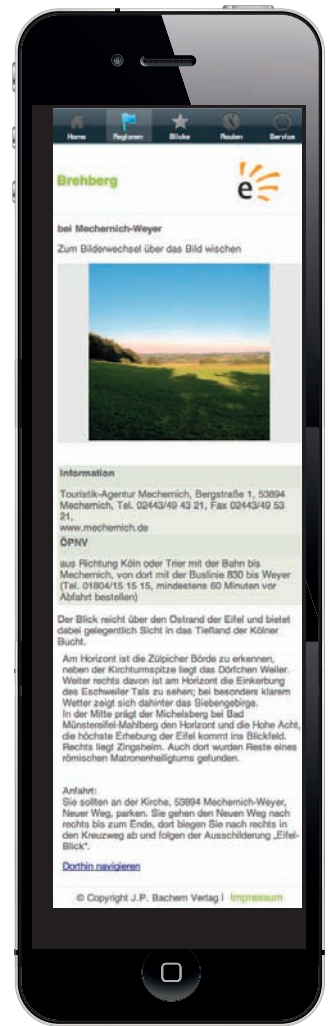 Home Regionen Blicke Routen Service
Brehberg
e
bei Mechernich-Weyer
Zum Bilderwechsel über das Bild wischen
Information
Touristik-Agentur Mechernich, Bergstraße 1, 53894
Mechernich, Tel. 02443/49 43 21, Fax 02443/49 53
21,
www.mechernich.de
ÖPNV
aus Richtung Köln oder Trier mit der Bahn bis
Mechernich, von dort mit der Buslinie 830 bis Weyer
(Tel. 01804/15 15 15, mindestens 60 Minuten vor
Abfahrt bestellen)
Der Blick reicht über den Ostrand der Eifel und bietet
dabei gelegentlich Sicht in das Tiefland der Kölner
Bucht.
Am Horizont ist die Zülpicher Börde zu erkennen,
neben der Kirchturmspitze liegt das Dörfchen Weiler.
Weiter rechts davon ist am Horizont die Einkerbung
des Eschweiler Tals zu sehen; bei besonders klarem
Wetter zeigt sich dahinter das Siebengebirge.
In der Mitte prägt der Michelsberg bei Bad
Münstereifel-Mahlberg den Horizont und die Hohe Acht,
die höchste Erhebung der Eifel kommt ins Blickfeld.
Rechts liegt Zingsheim. Auch dort wurden Reste eines
römischen Matronenheiligtums gefunden.
Anfahrt:
Sie sollten an der Kirche, 53894 Mechernich-Weyer,
Neuer Weg, parken. Sie gehen den Neuen Weg nach
rechts bis zum Ende, dort biegen Sie nach rechts in
den Kreuzweg ab und folgen der Ausschilderung „Eifel-
Blick“.
Dorthin navigieren
© Copyright J.P. Bachem Verlag | Impressum